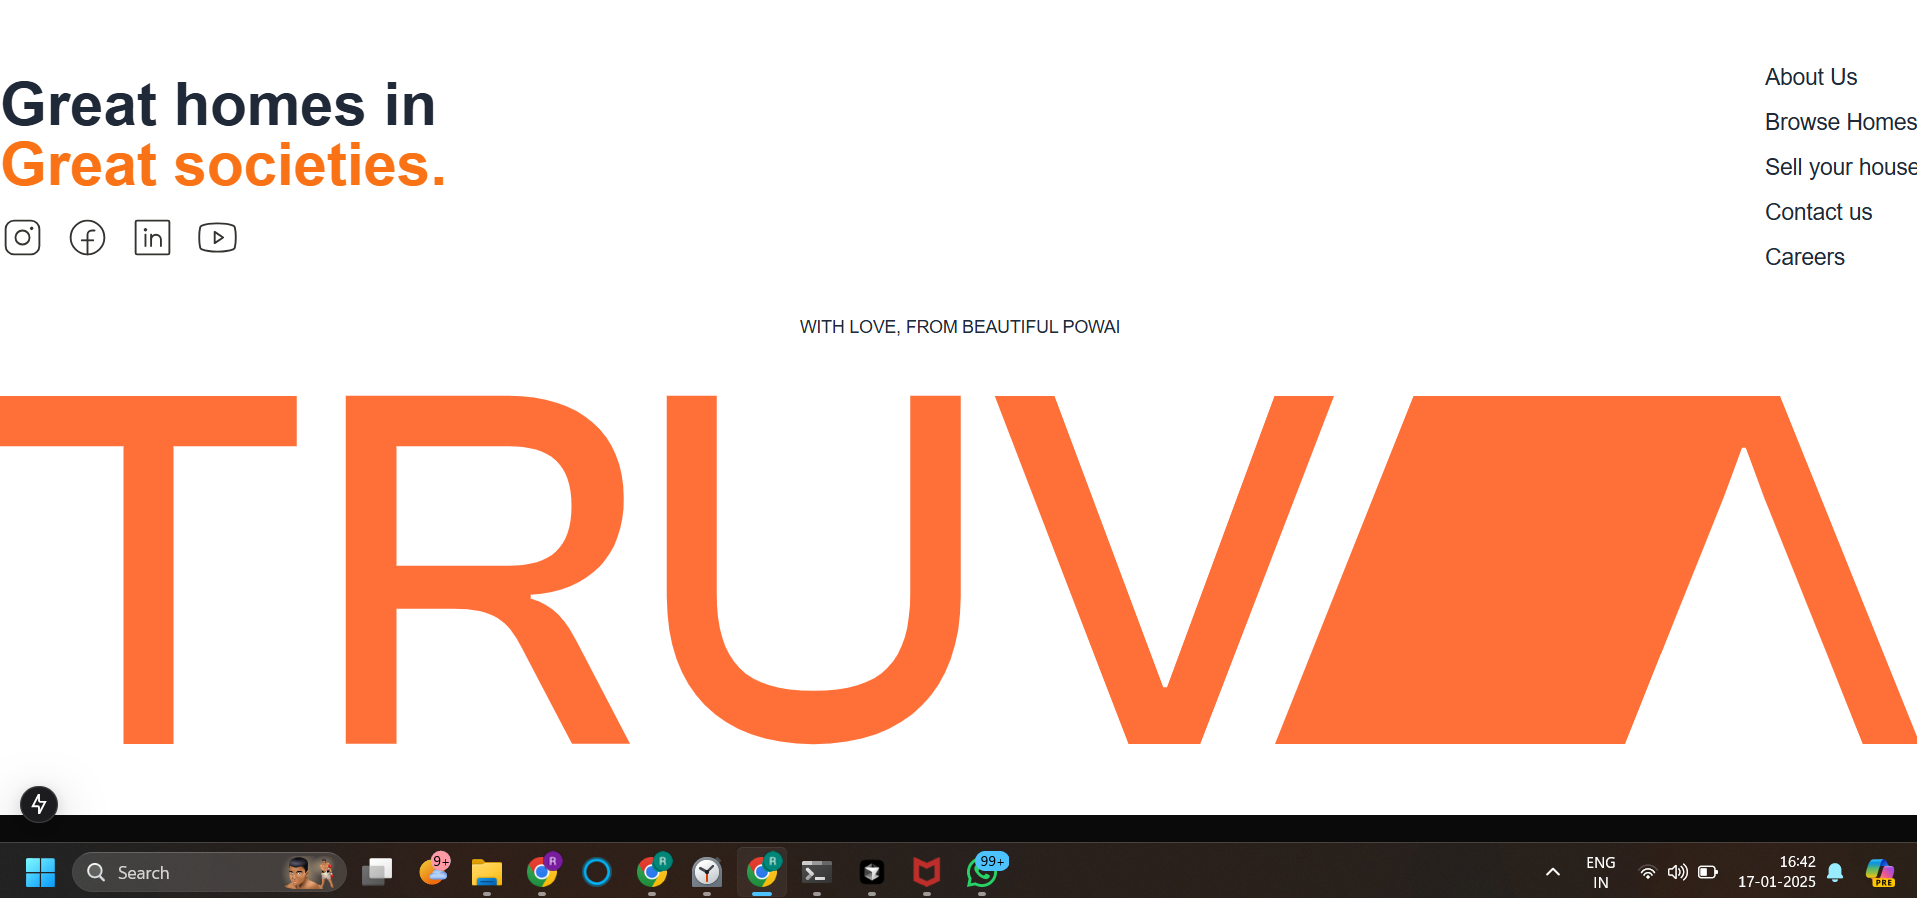 Great homes in
Great societies.
About Us
Browse Homes
Sell your house
Contact us
Careers
WITH LOVE, FROM BEAUTIFUL POWAI
TRUVA
Search
9+
R
R
R
99+
ENG
IN
16:42
17-01-2025
PRE